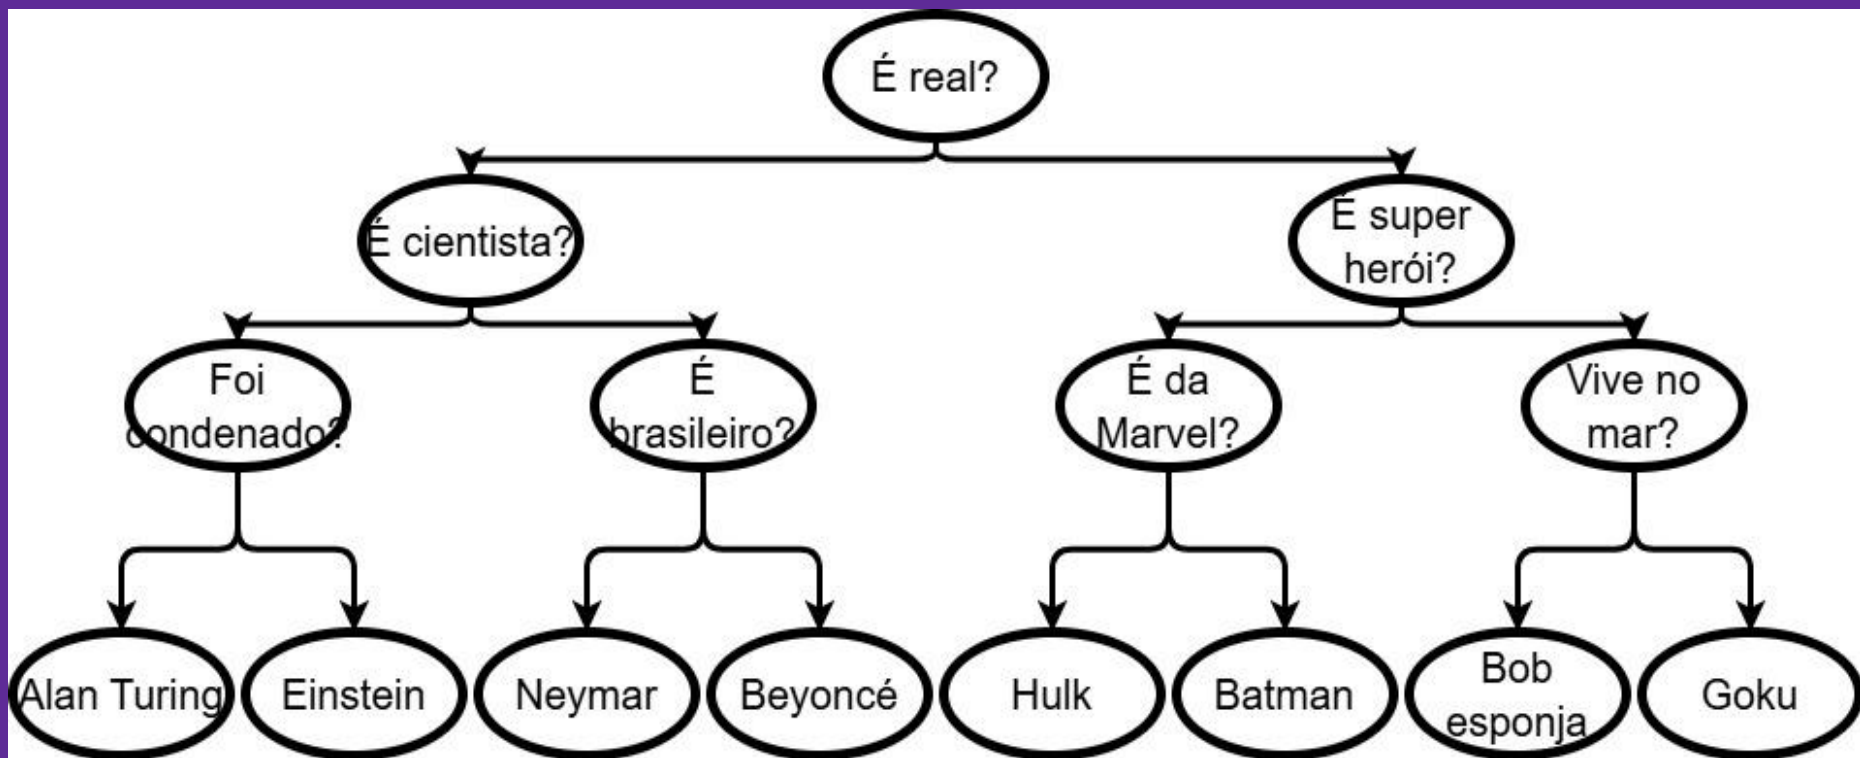 É real?
É cientista?
É super
herói?
Foi
condenado?
É
brasileiro?
É da
Marvel?
Vive no
mar?
Alan Turing
Einstein
Neymar
Beyoncé
Hulk
Batman
Bob
esponja
Goku